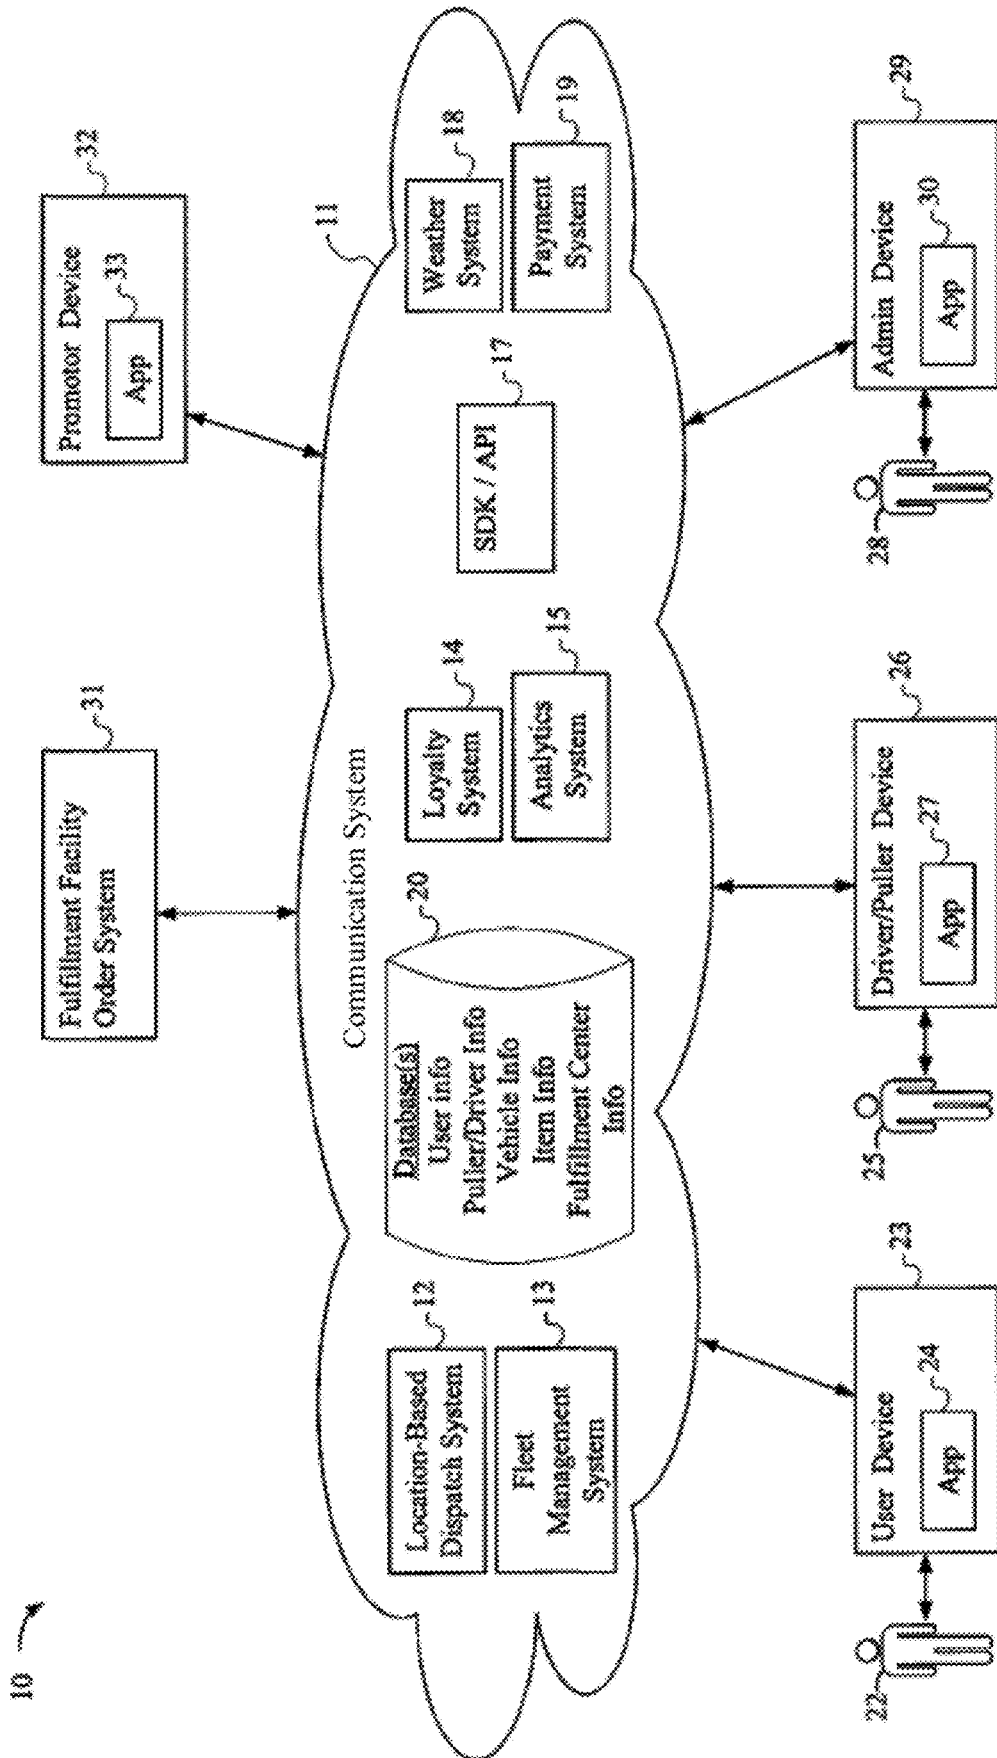 10
Fulfillment Facility
Order System
31
Promotor Device
App
33
32
11
Communication System
Location-Based
Dispatch System
12
Fleet
Management
System
13
Database(s)
User info
Puller/Driver Info
Vehicle Info
Item Info
Fulfillment Center
Info
20
Loyalty
System
14
Analytics
System
15
SDK / API
17
Weather
System
18
Payment
System
19
22
User Device
App
24
23
25
Driver/Puller Device
App
27
26
28
Admin Device
App
30
29